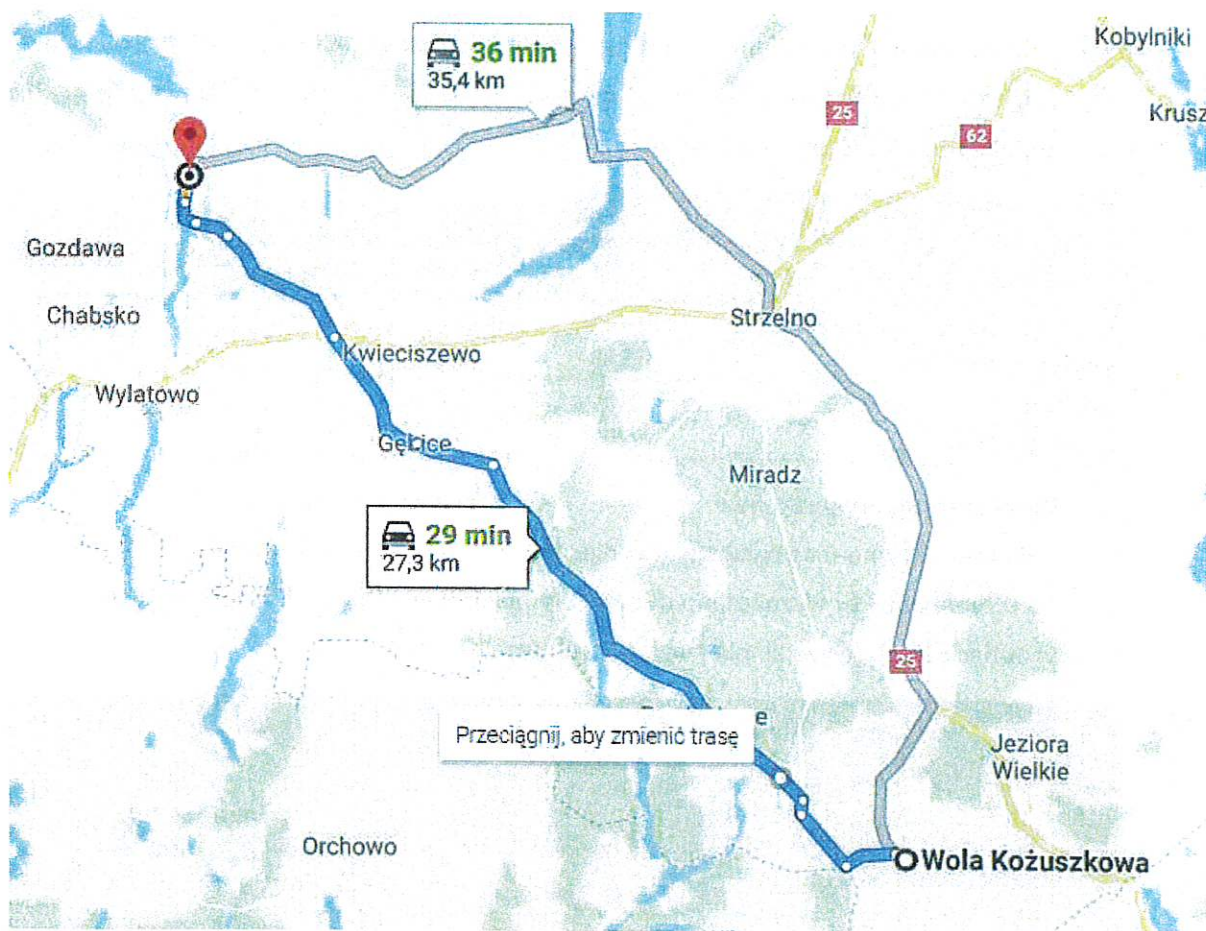 Kobylniki
36 min
35,4 km
25
Krusz
62
Gozdawa
Chabsko
Strzelno
Kwieciszewo
Wylatowo
Gębice
Miradz
29 min
27,3 km
25
Przeciągnij, aby zmienić trasę
Jeziora
Wielkie
Orchowo
Wola Kożuszkowa